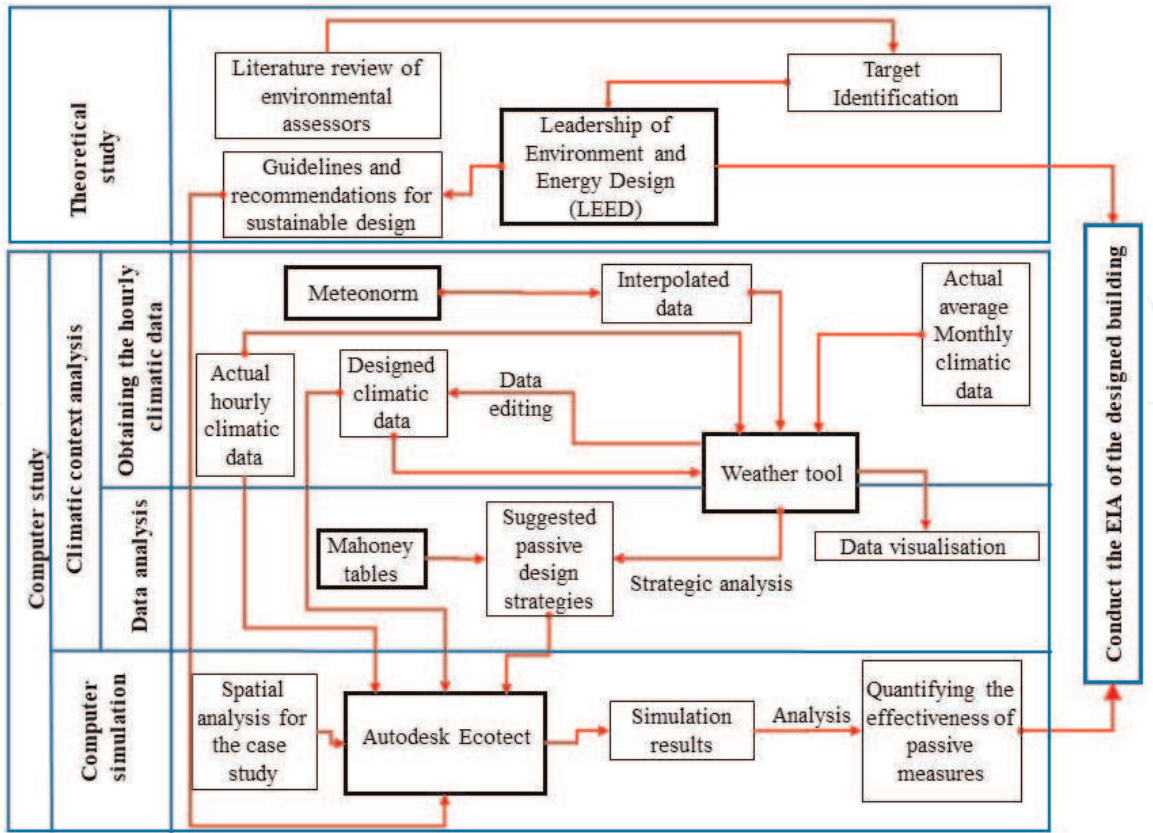 Theoretical
study
Literature review of
environmental
assessors
Target
Identification
Leadership of
Environment and
Energy Design
(LEED)
Guidelines and
recommendations for
sustainable design
Computer study
Climatic context analysis
Obtaining the hourly
climatic data
Meteonorm
Interpolated
data
Actual
average
Monthly
climatic
data
Actual
hourly
climatic
data
Designed
climatic
data
Data
editing
Weather tool
Data analysis
Mahoney
tables
Suggested
passive
design
strategies
Strategic analysis
Data visualisation
Computer
simulation
Spatial
analysis for
the case
study
Autodesk Ecotect
Simulation
results
Analysis
Quantifying the
effectiveness of
passive
measures
Conduct the EIA of the designed building